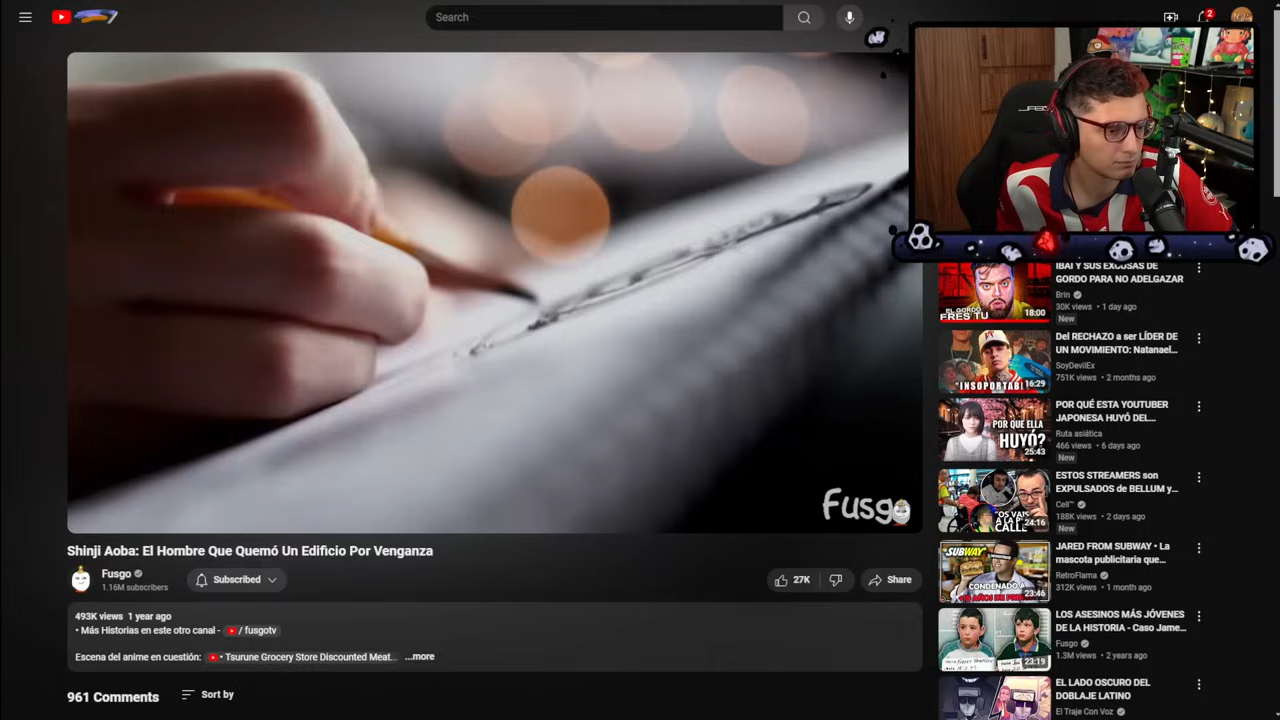 Search
2
Fusgo
Shinji Aoba: El Hombre Que Quemó Un Edificio Por Venganza
Fusgo
1.16M subscribers
Subscribed
27K
Share
493K views 1 year ago
• Más Historias en este otro canal - / fusgotv
Escena del anime en cuestión: • Tsurune Grocery Store Discounted Meat... ...more
961 Comments
Sort by
IBAI Y SUS EXCUSAS DE
GORDO PARA NO ADELGAZAR
Brin
30K views • 1 day ago
New
18:00
Del RECHAZO a ser LÍDER DE
UN MOVIMIENTO: Natanael...
SoyDevilEx
751K views • 2 months ago
16:29
POR QUÉ ESTA YOUTUBER
JAPONESA HUYÓ DEL...
Ruta asiática
466 views • 6 days ago
New
POR QUE ELLA
HUYÓ?
25:43
ESTOS STREAMERS son
EXPULSADOS de BELLUM y...
Cell™
188K views • 2 days ago
New
"OS VAIS
A LA P
CALLE
24:16
JARED FROM SUBWAY • La
mascota publicitaria que...
RetroFlama
312K views • 1 month ago
SUBWAY
CONDENADO
23:46
LOS ASESINOS MÁS JÓVENES
DE LA HISTORIA - Caso Jame...
Fusgo
1.3M views • 2 years ago
23:19
EL LADO OSCURO DEL
DOBLAJE LATINO
El Traje Con Voz